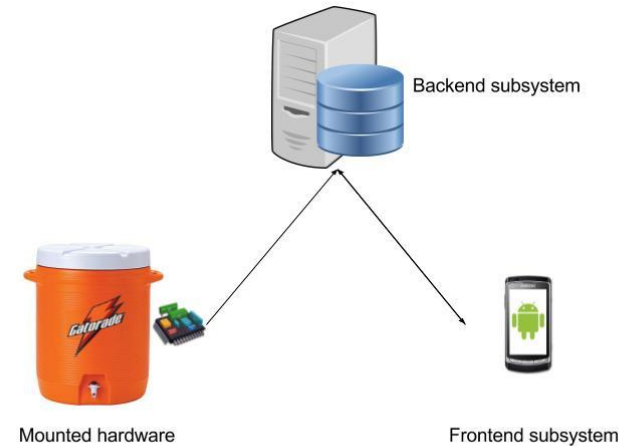 Backend subsystem
Gatorade
Mounted hardware
Frontend subsystem